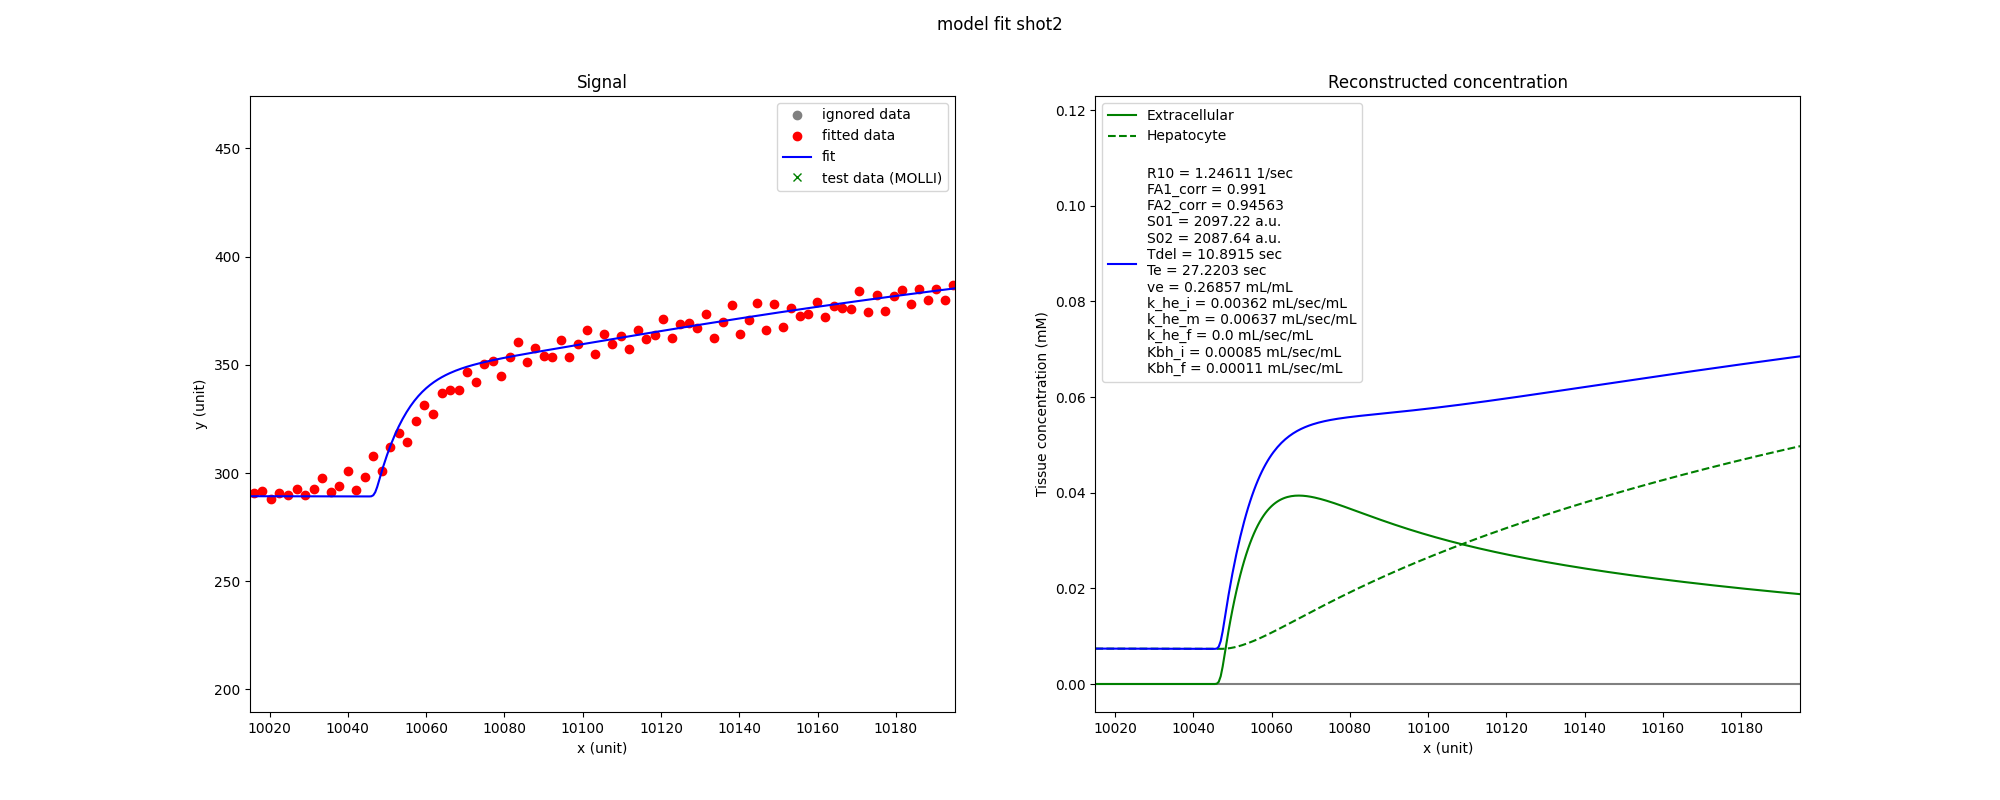 model fit shot2
Signal
450
400
350
300
250
200
y (unit)
10020 10040 10060 10080 10100 10120 10140 10160 10180
x (unit)
ignored data
fitted data
fit
test data (MOLLI)
Reconstructed concentration
0.12
0.10
0.08
0.06
0.04
0.02
0.00
Tissue concentration (mM)
10020 10040 10060 10080 10100 10120 10140 10160 10180
x (unit)
Extracellular
Hepatocyte
R10 = 1.24611 1/sec
FA1_corr = 0.991
FA2_corr = 0.94563
S01 = 2097.22 a.u.
S02 = 2087.64 a.u.
Tdel = 10.8915 sec
Te = 27.2203 sec
ve = 0.26857 mL/mL
k_he_i = 0.00362 mL/sec/mL
k_he_m = 0.00637 mL/sec/mL
k_he_f = 0.0 mL/sec/mL
Kbh_i = 0.00085 mL/sec/mL
Kbh_f = 0.00011 mL/sec/mL